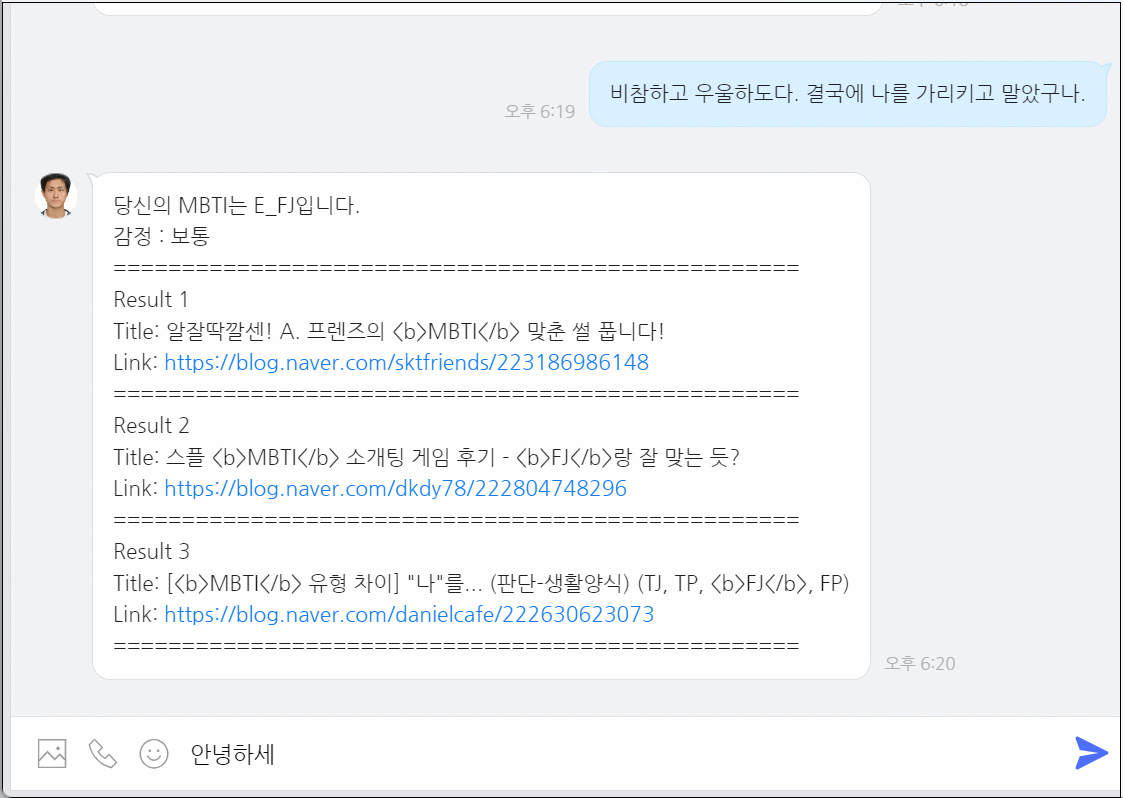 비참하고 우울하도다. 결국에 나를 가리키고 말았구나.
오후 6:19
당신의 MBTI는 E_FJ입니다.
감정 : 보통
==================================================
Result 1
Title: 알잘딱깔센! A. 프렌즈의 <b>MBTI</b> 맞춘 썰 풉니다!
Link: https://blog.naver.com/sktfriends/223186986148
==================================================
Result 2
Title: 스플 <b>MBTI</b> 소개팅 게임 후기 - <b>FJ</b>랑 잘 맞는 듯?
Link: https://blog.naver.com/dkdy78/222804748296
==================================================
Result 3
Title: [<b>MBTI</b> 유형 차이] "나"를... (판단-생활양식) (TJ, TP, <b>FJ</b>, FP)
Link: https://blog.naver.com/danielcafe/222630623073
==================================================
오후 6:20
안녕하세